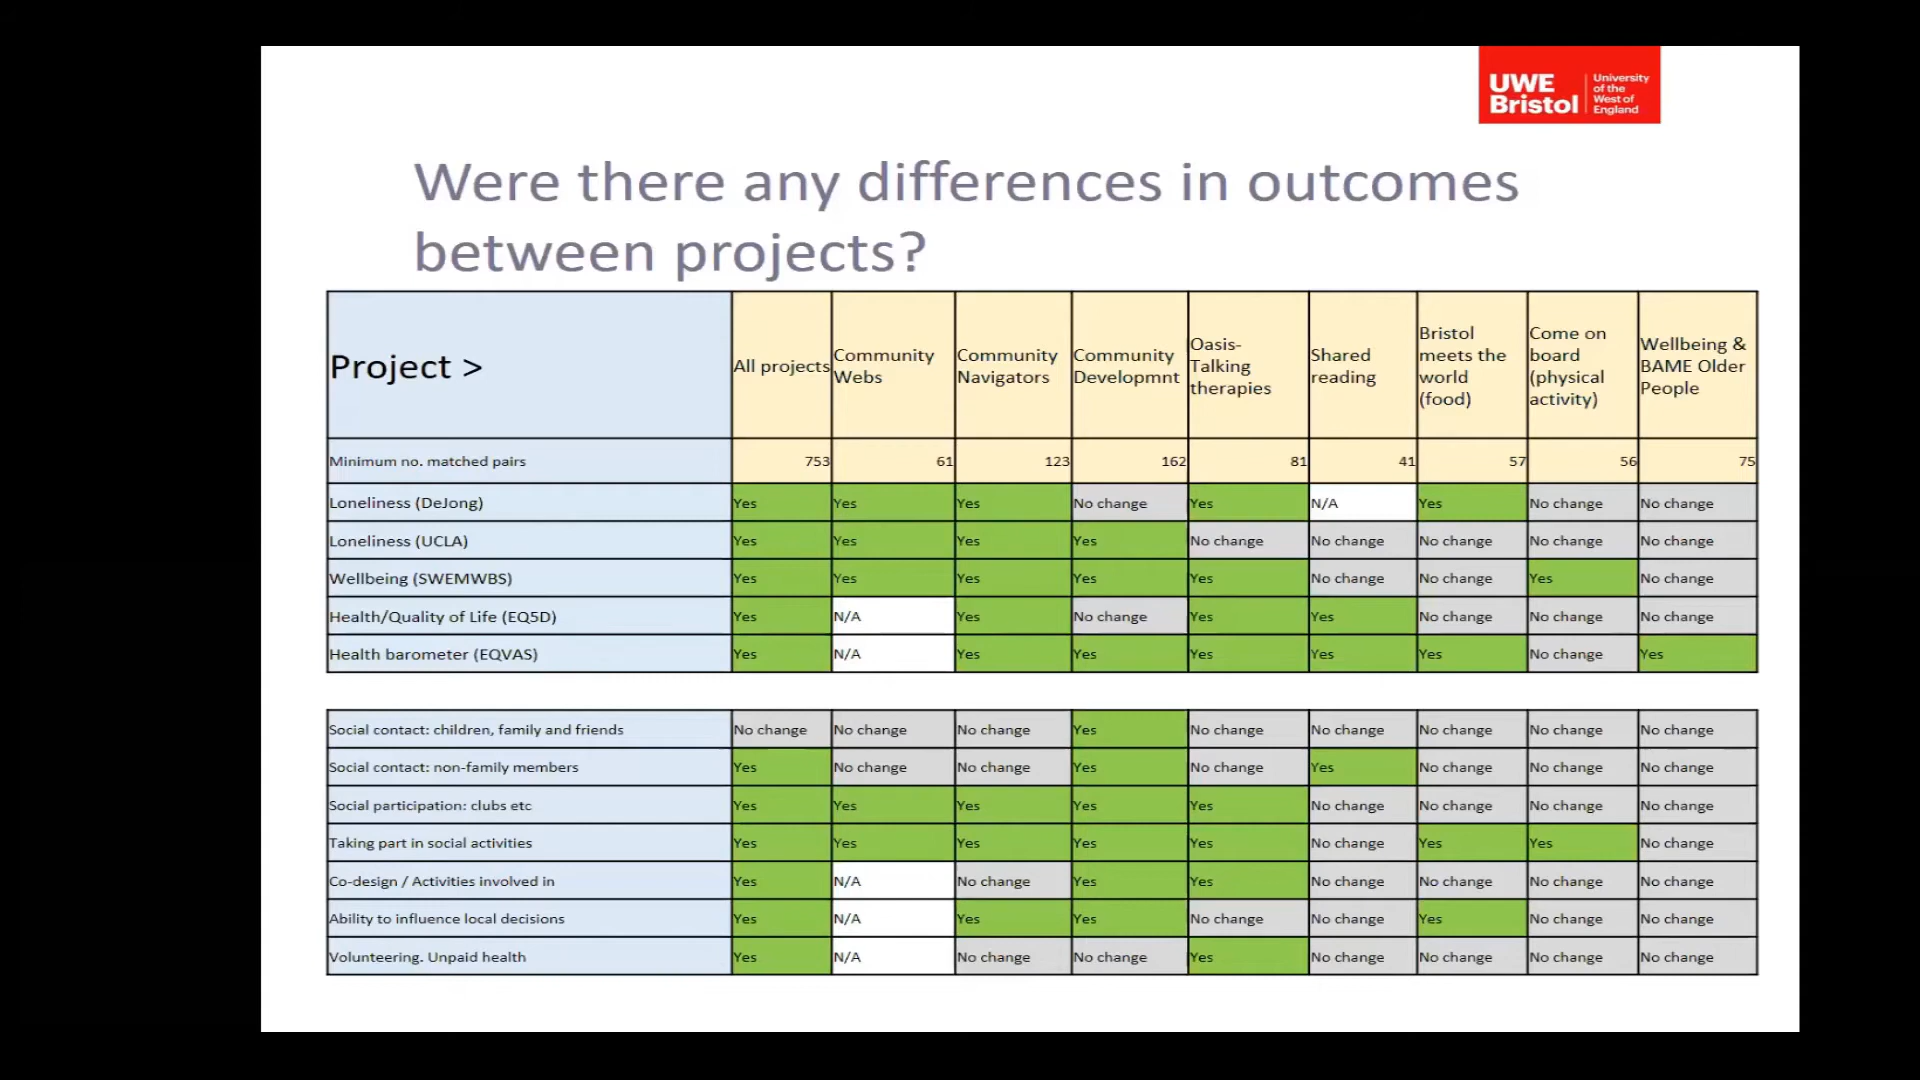 UWE Bristol
University of the West of England
Were there any differences in outcomes
between projects?
Project > All projects Community Webs Community Navigators Community Developmnt Oasis-Talking therapies Shared reading Bristol meets the world (food) Come on board (physical activity) Wellbeing & BAME Older People
Minimum no. matched pairs 753 61 123 162 81 41 57 56 75
Loneliness (DeJong) Yes Yes Yes No change Yes N/A Yes No change No change
Loneliness (UCLA) Yes Yes Yes Yes No change No change No change No change No change
Wellbeing (SWEMWBS) Yes Yes Yes Yes Yes No change No change Yes No change
Health/Quality of Life (EQ5D) Yes N/A Yes No change Yes Yes No change No change No change
Health barometer (EQVAS) Yes N/A Yes Yes Yes Yes Yes No change Yes
Social contact: children, family and friends No change No change No change Yes No change No change No change No change No change
Social contact: non-family members Yes No change No change Yes No change Yes No change No change No change
Social participation: clubs etc Yes Yes Yes Yes Yes No change No change No change No change
Taking part in social activities Yes Yes Yes Yes Yes No change Yes Yes No change
Co-design / Activities involved in Yes N/A No change Yes Yes No change No change No change No change
Ability to influence local decisions Yes N/A Yes Yes No change No change Yes No change No change
Volunteering. Unpaid health Yes N/A No change No change Yes No change No change No change No change